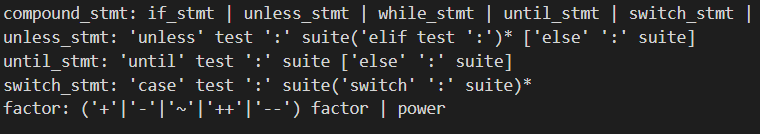 compound_stmt: if_stmt | unless_stmt | while_stmt | until_stmt | switch_stmt |
unless_stmt: 'unless' test ':' suite('elif test ':')* ['else' ':' suite]
until_stmt: 'until' test ':' suite ['else' ':' suite]
switch_stmt: 'case' test ':' suite('switch' ':' suite)*
factor: ('+'|'-'|'~'|'++'|'--') factor | power